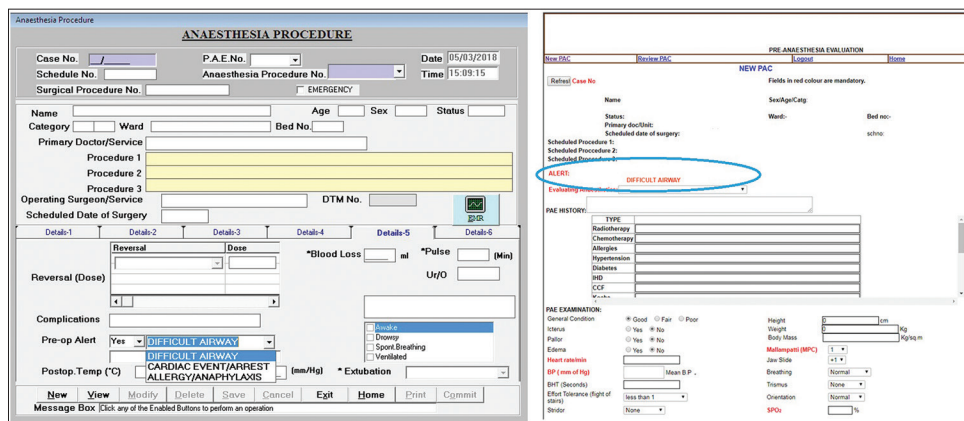 Anaesthesia Procedure
ANAESTHESIA PROCEDURE
Case No. __/____ P.A.E.No. Date 05/03/2018
Schedule No. Anaesthesia Procedure No. Time 15:09:15
Surgical Procedure No. EMERGENCY
Name Age Sex Status
Category Ward Bed No.
Primary Doctor/Service
Procedure 1
Procedure 2
Procedure 3
Operating Surgeon/Service DTM No.
EMR
Scheduled Date of Surgery
Details-1 Details-2 Details-3 Details-4 Details-5 Details-6
Reversal Dose
*Blood Loss ____ ml *Pulse (Min)
Reversal (Dose) Ur/O
Complications
Awake
Pre-op Alert Yes DIFFICULT AIRWAY Drowsy
DIFFICULT AIRWAY Spont.Breathing
CARDIAC EVENT/ARREST Ventilated
Postop.Temp (°C) ALLERGY/ANAPHYLAXIS (mm/Hg) * Extubation
New View Modify Delete Save Cancel Exit Home Print Commit
Message Box Click any of the Enabled Buttons to perform an operation
PRE-ANAESTHESIA EVALUATION
New PAC Review PAC Logout Home
NEW PAC
Refresl Case No Fields in red colour are mandatory.
Name Sex/Age/Catg
Status: Ward:- Bed no:-
Primary doc/Unit:
Scheduled date of surgery: schno:
Scheduled Procedure 1:
Scheduled Proccedure 2:
Scheduled Procedure 3:
ALERT:
DIFFICULT AIRWAY
Evaluating
PAE HISTORY:
TYPE
Radiotherapy
Chemotherapy
Allergies
Hypertension
Diabetes
IHD
CCF
PAE EXAMINATION:
General Condition Good Fair Poor Height 0 cm
Icterus Yes No Weight 0 Kg
Pallor Yes No Body Mass Kg/sq.m
Edema Yes No Mallampatii (MPC) 1
Heart rate/min Jaw Slide +1
BP ( mm of Hg) Mean B.P . Breathing Normal
BHT (Seconds) Trismus None
Effort Tolerance (flight of stairs) less than 1 Orientation Normal
Stridor None SPO2 %